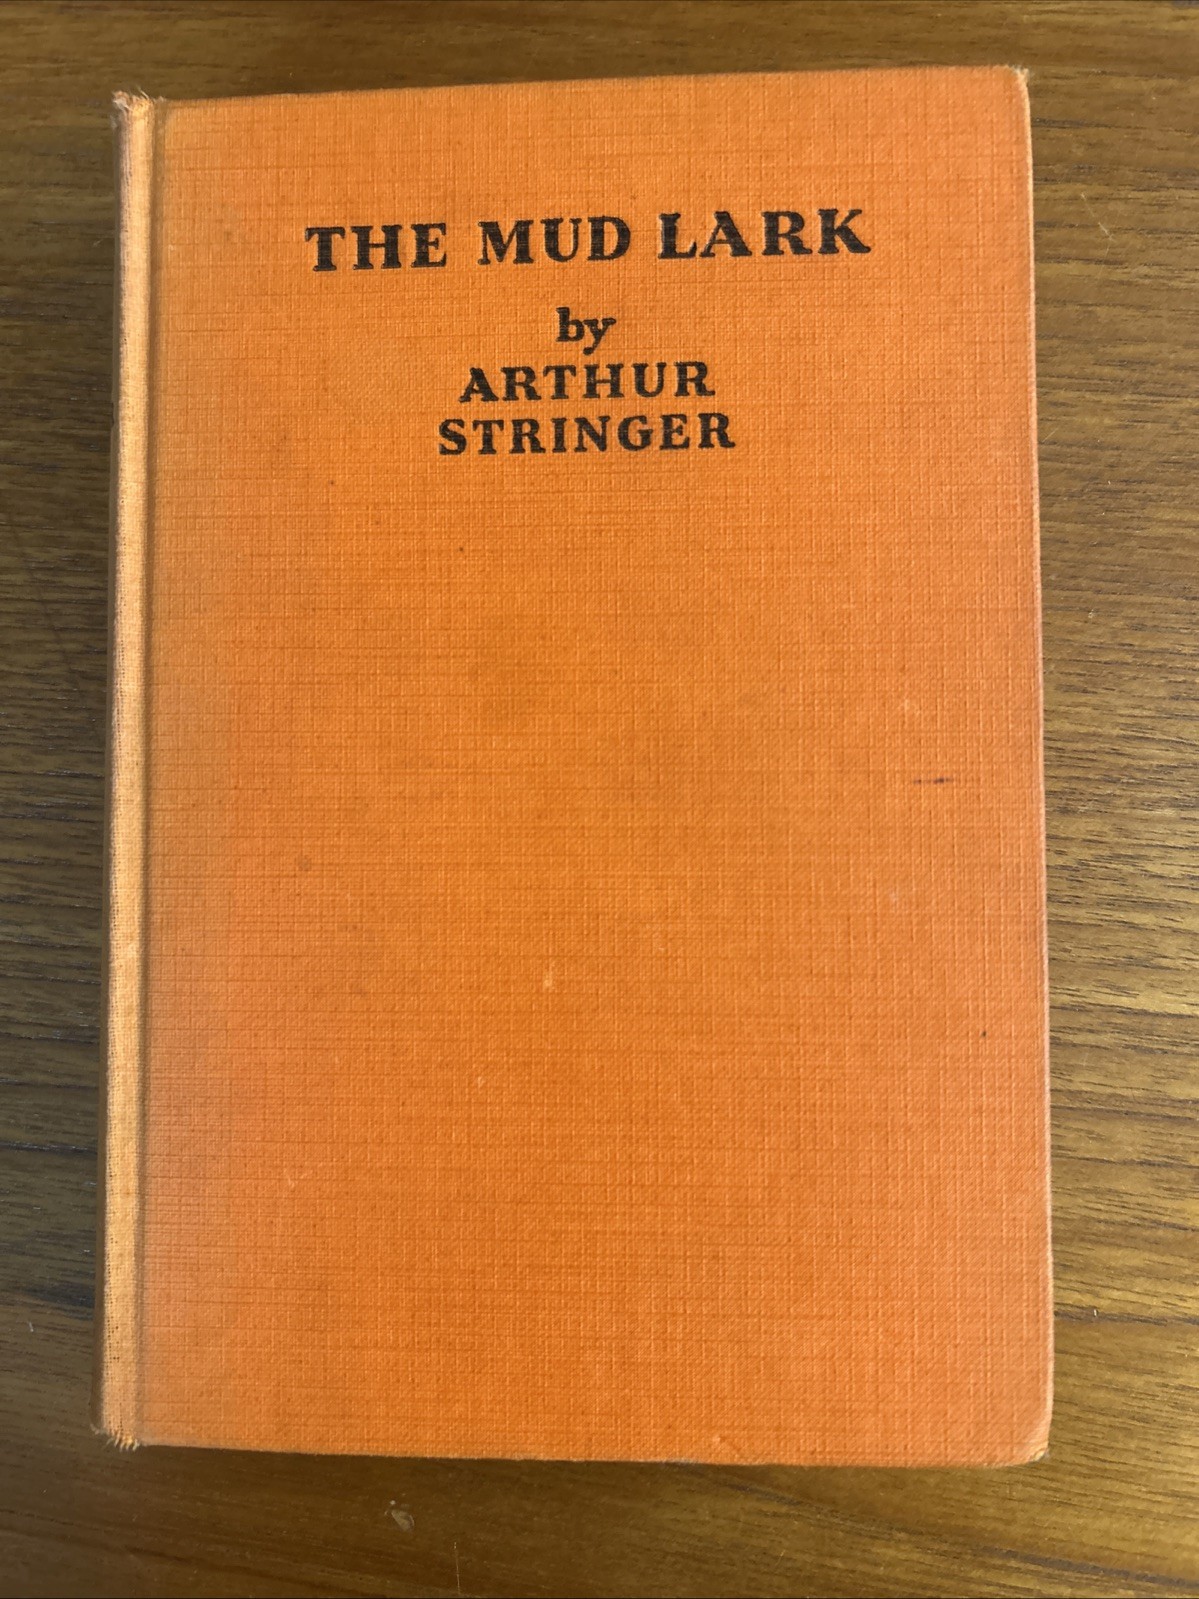 THE MUD LARK
by
ARTHUR
STRINGER